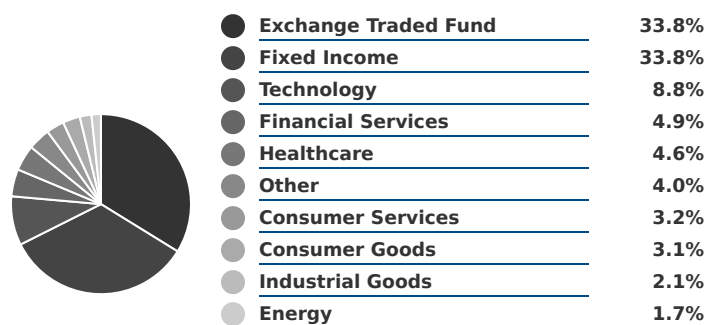 Exchange Traded Fund 33.8%
Fixed Income 33.8%
Technology 8.8%
Financial Services 4.9%
Healthcare 4.6%
Other 4.0%
Consumer Services 3.2%
Consumer Goods 3.1%
Industrial Goods 2.1%
Energy 1.7%